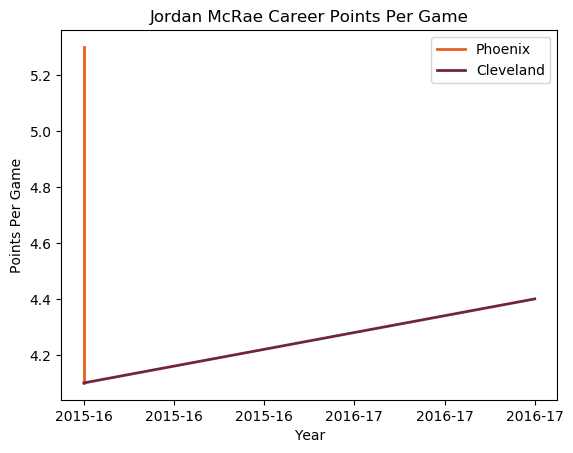 Jordan McRae Career Points Per Game
Phoenix
Cleveland
Points Per Game
5.2
5.0
4.8
4.6
4.4
4.2
2015-16 2015-16 2015-16 2016-17 2016-17 2016-17
Year